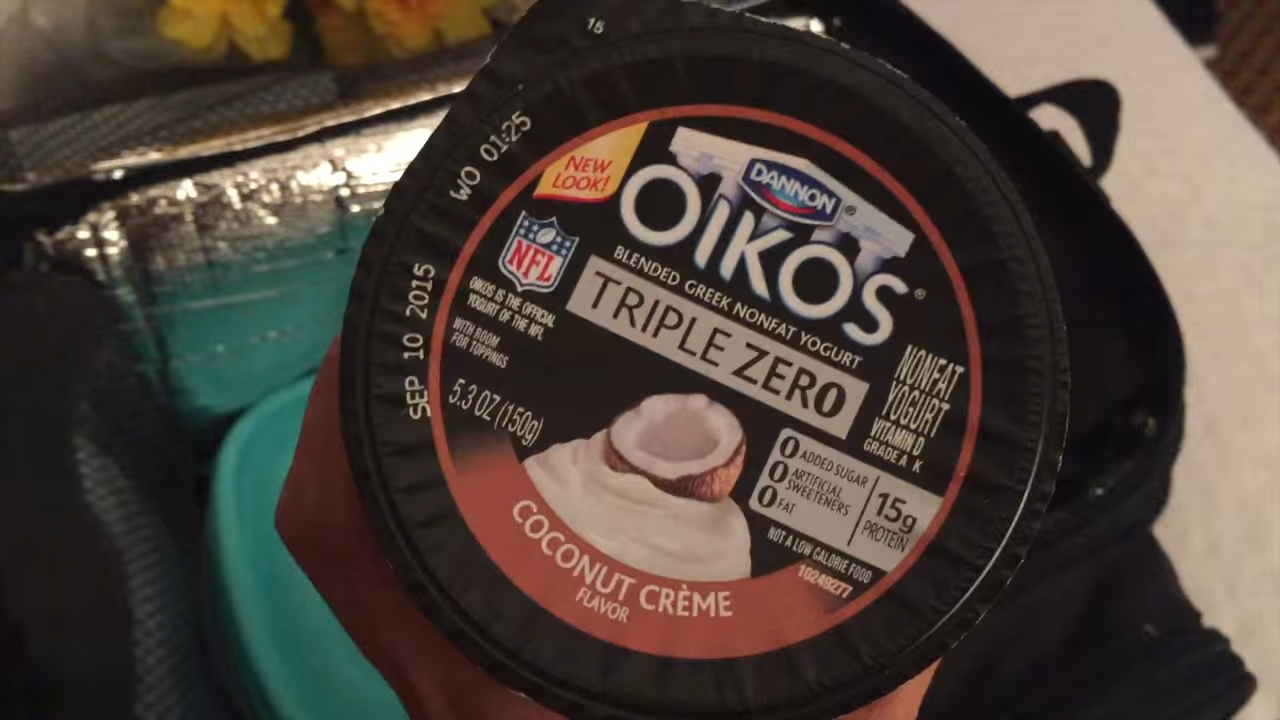 15
WO 01:25
SEP 10 2015
NEW
LOOK!
DANNON®
OIKOS®
BLENDED GREEK NONFAT YOGURT
TRIPLE ZERO
NFL
OIKOS IS THE OFFICIAL
YOGURT OF THE NFL
WITH ROOM
FOR TOPPINGS
5.3 OZ (150g)
NONFAT
YOGURT
VITAMIN D
GRADE A K
0 ADDED SUGAR
0 ARTIFICIAL
SWEETENERS
0 FAT
15g
PROTEIN
NOT A LOW CALORIE FOOD
10249277
COCONUT CRÈME
FLAVOR